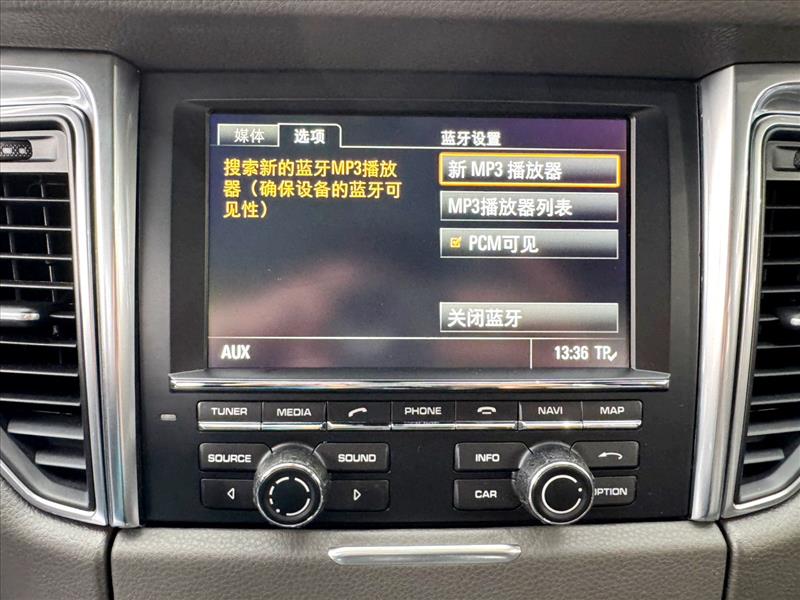 媒体 选项 蓝牙设置
搜索新的蓝牙MP3播放
器（确保设备的蓝牙可
见性）
新 MP3 播放器
MP3播放器列表
PCM可见
关闭蓝牙
AUX 13:36 TP
TUNER MEDIA PHONE NAVI MAP
SOURCE SOUND INFO
CAR OPTION